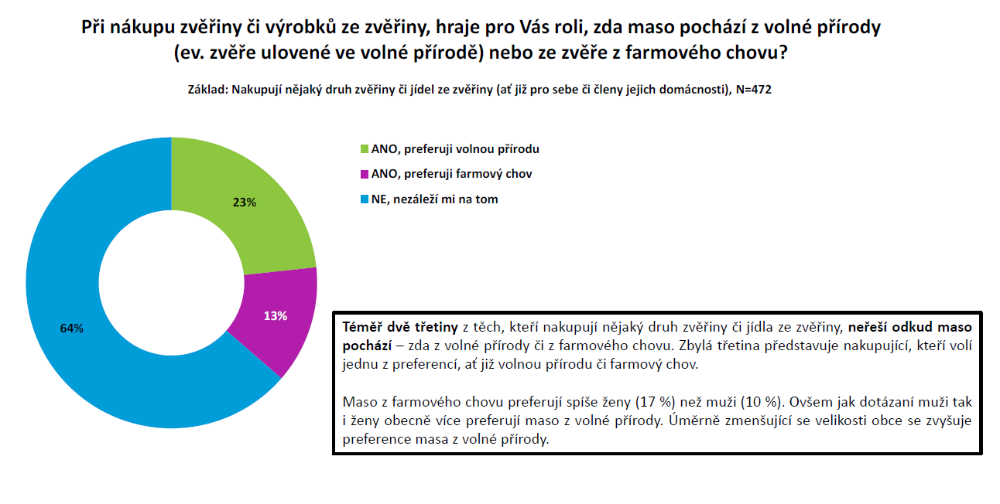 Při nákupu zvěřiny či výrobků ze zvěřiny, hraje pro Vás roli, zda maso pochází z volné přírody
(ev. zvěře ulovené ve volné přírodě) nebo ze zvěře z farmového chovu?
Základ: Nakupují nějaký druh zvěřiny či jídel ze zvěřiny (ať již pro sebe či členy jejich domácnosti), N=472
ANO, preferuji volnou přírodu
ANO, preferuji farmový chov
NE, nezáleží mi na tom
23%
13%
64%
Téměř dvě třetiny z těch, kteří nakupují nějaký druh zvěřiny či jídla ze zvěřiny, neřeší odkud maso
pochází – zda z volné přírody či z farmového chovu. Zbylá třetina představuje nakupující, kteří volí
jednu z preferencí, ať již volnou přírodu či farmový chov.
Maso z farmového chovu preferují spíše ženy (17 %) než muži (10 %). Ovšem jak dotázaní muži tak
i ženy obecně více preferují maso z volné přírody. Úměrně zmenšující se velikosti obce se zvyšuje
preference masa z volné přírody.